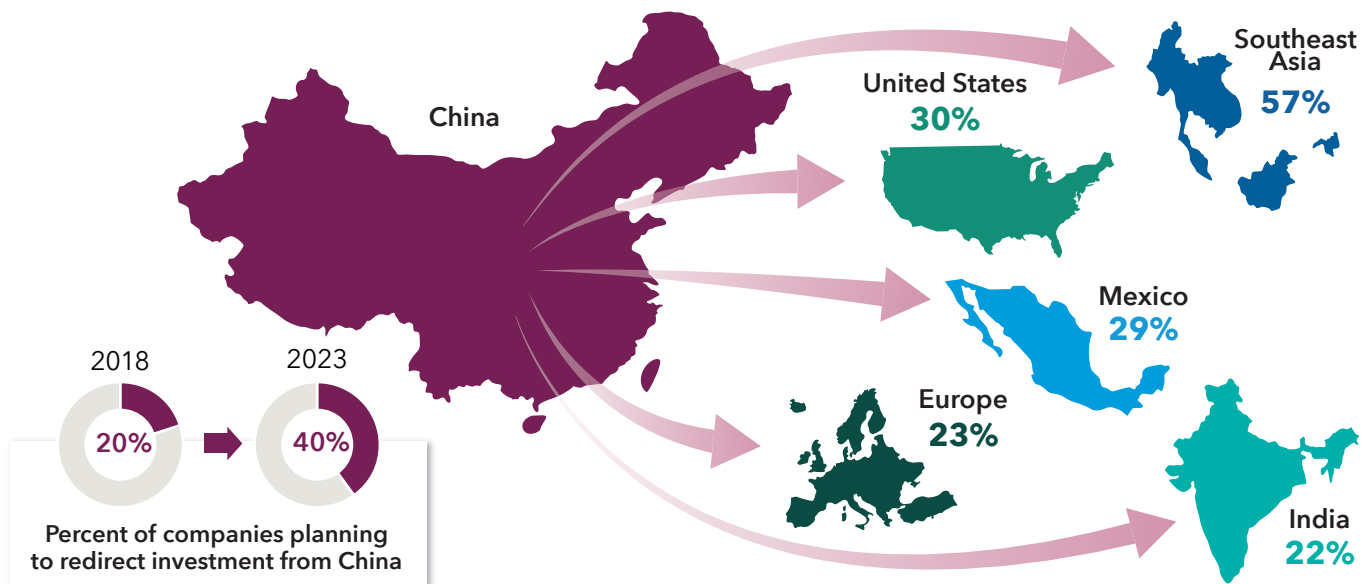 China
Southeast
Asia
57%
United States
30%
Mexico
29%
Europe
23%
India
22%
2018
2023
20%
40%
Percent of companies planning
to redirect investment from China